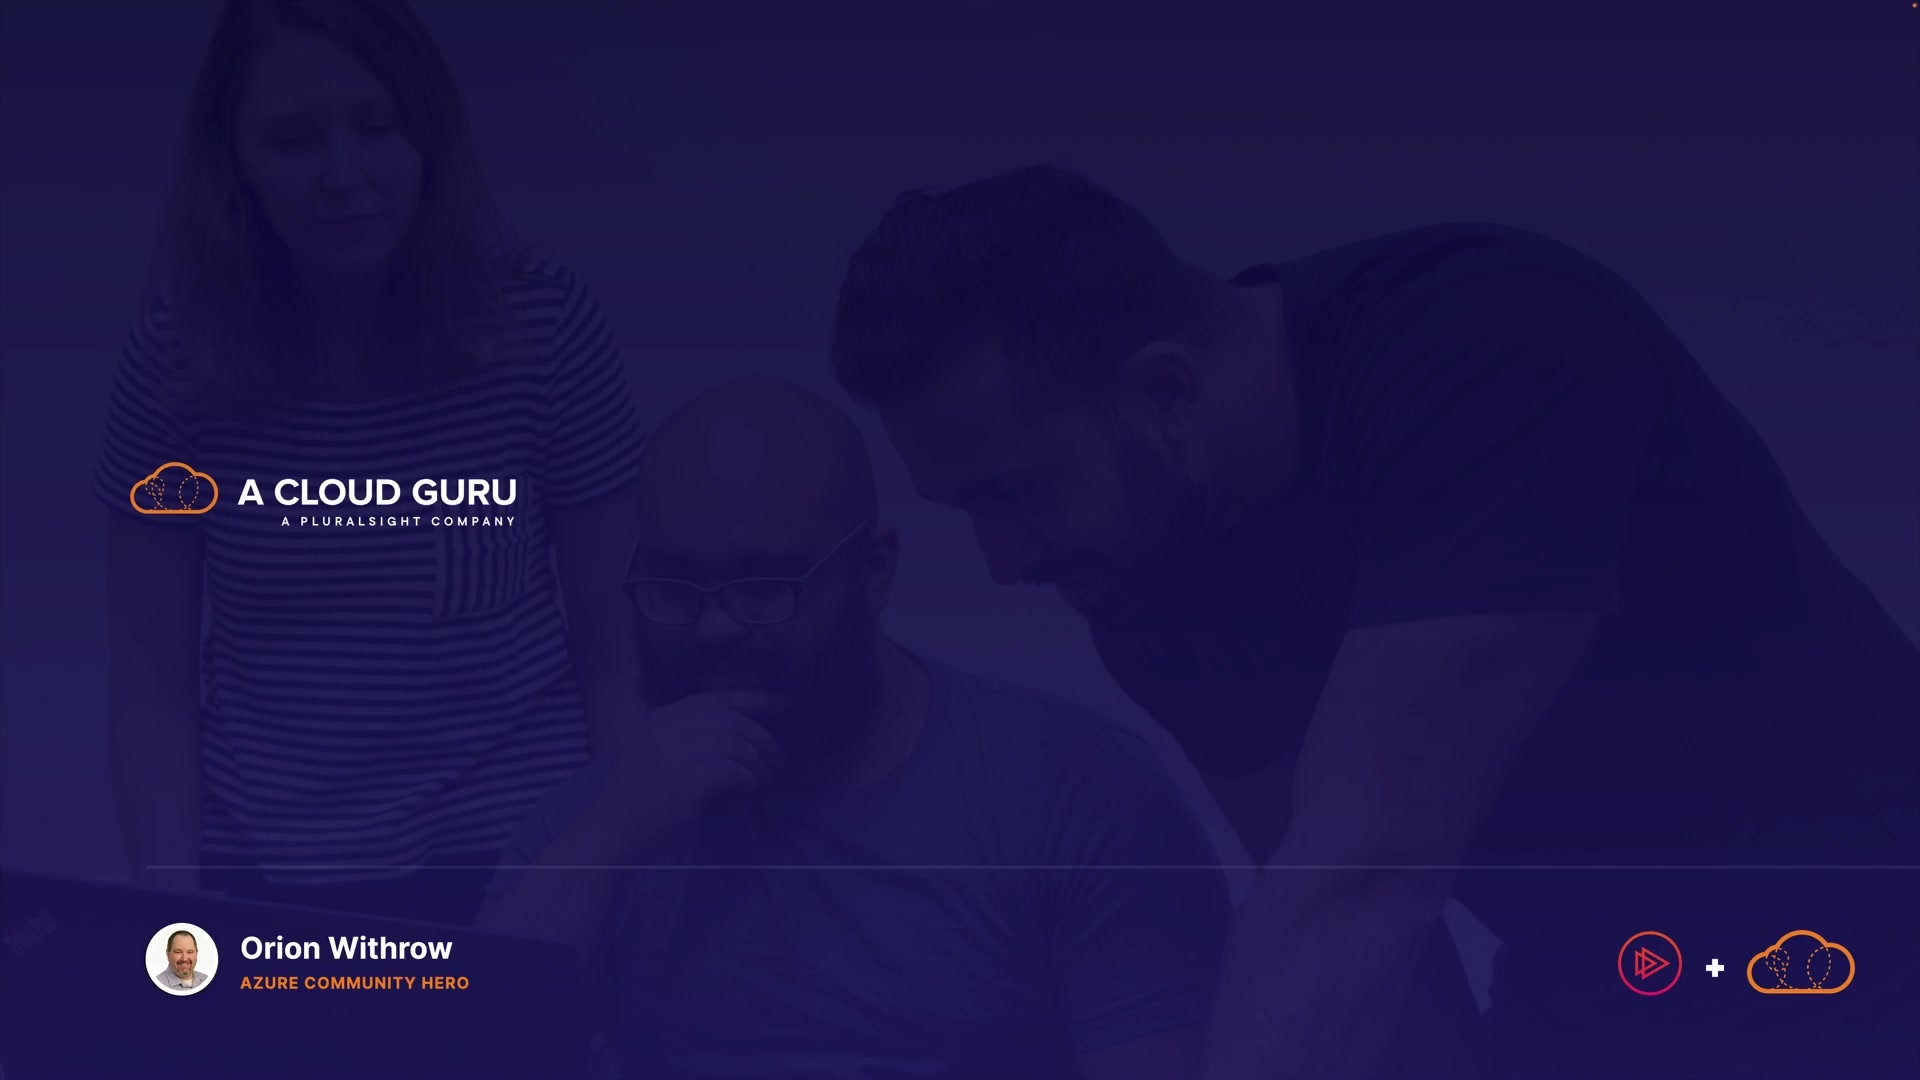 A CLOUD GURU
A PLURALSIGHT COMPANY
Orion Withrow
AZURE COMMUNITY HERO